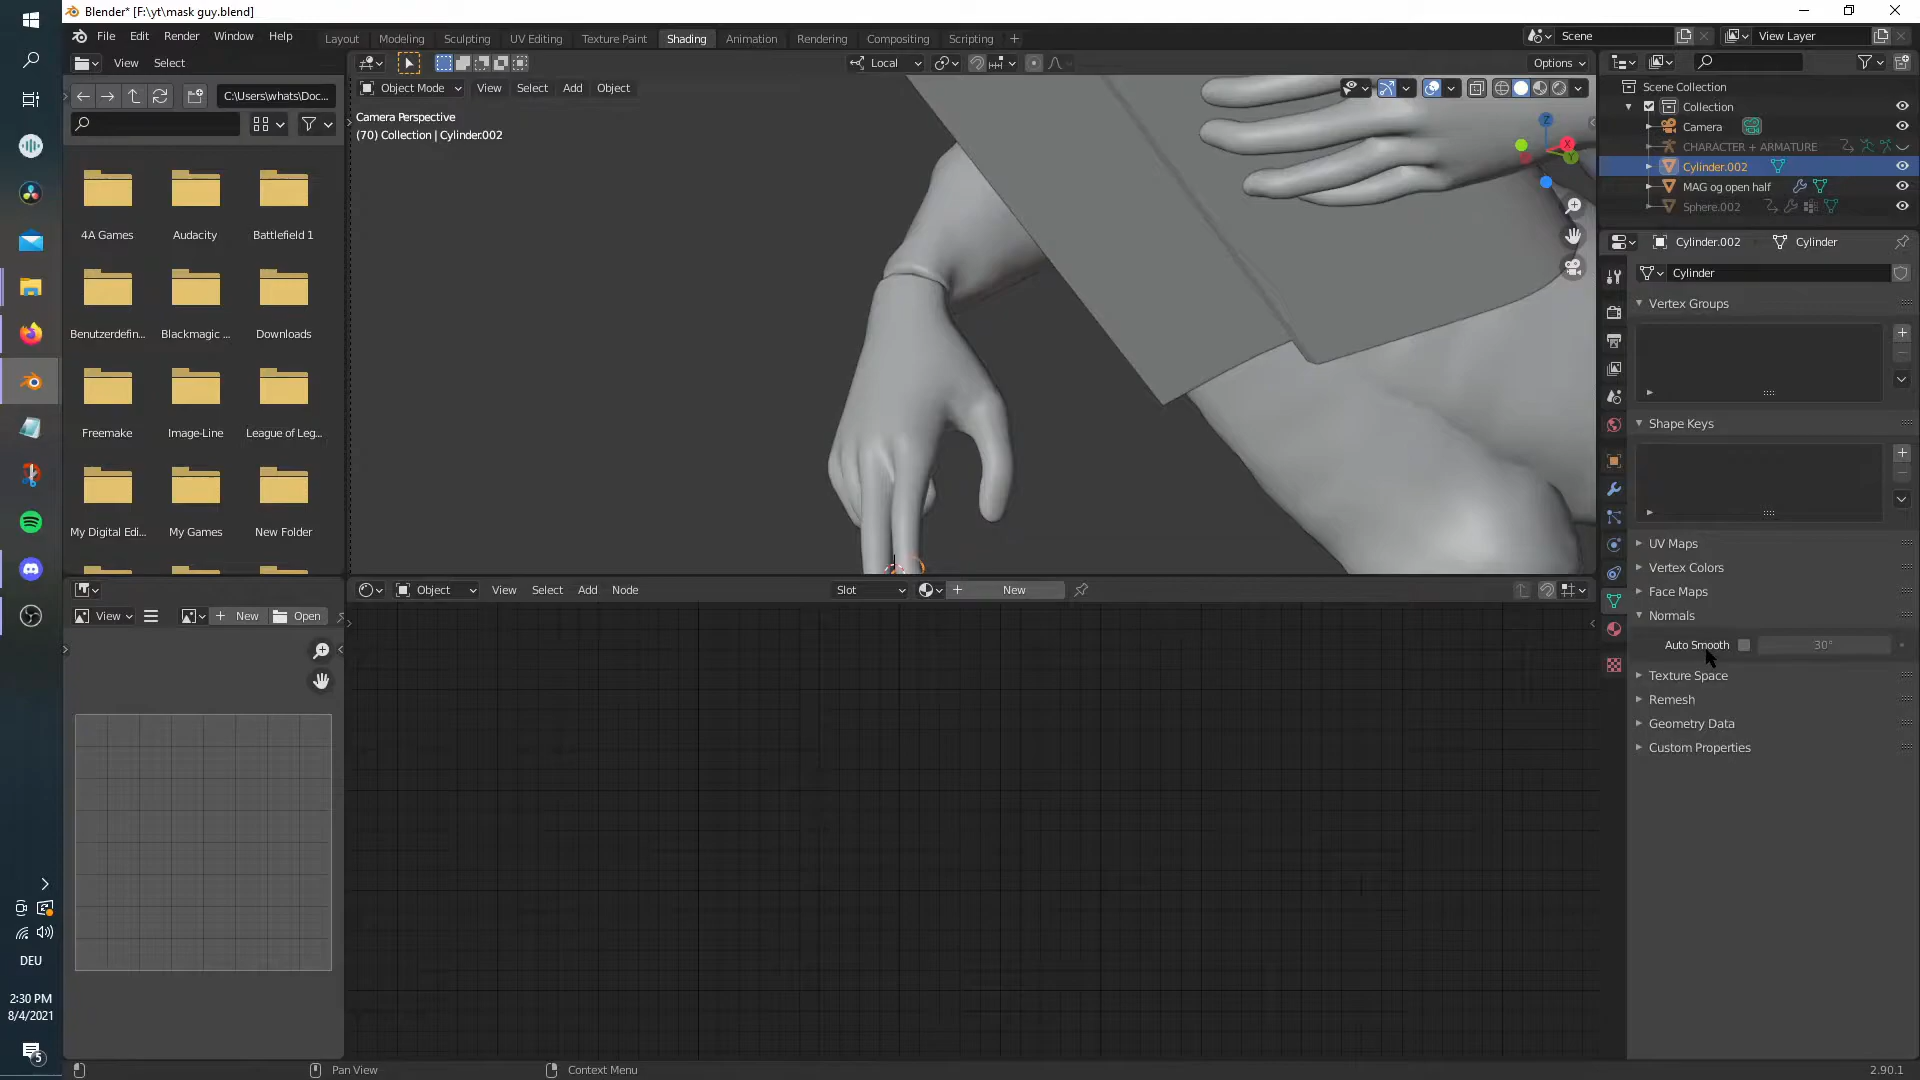 Blender* [F:\yt\mask guy.blend]
File Edit Render Window Help
Layout Modeling Sculpting UV Editing Texture Paint Shading Animation Rendering Compositing Scripting
Scene
View Layer
View Select
Local
Options
C:\Users\whats\Doc...
Object Mode View Select Add Object
Camera Perspective
(70) Collection | Cylinder.002
Z
X
Y
4A Games
Audacity
Battlefield 1
Benutzerdefin...
Blackmagic ...
Downloads
Freemake
Image-Line
League of Leg...
My Digital Edi...
My Games
New Folder
Scene Collection
Collection
Camera
CHARACTER + ARMATURE
Cylinder.002
MAG og open half
Sphere.002
Cylinder.002
Cylinder
Cylinder
Vertex Groups
Shape Keys
UV Maps
Vertex Colors
Face Maps
Normals
Auto Smooth
30°
Texture Space
Remesh
Geometry Data
Custom Properties
Object View Select Add Node
Slot
New
View
New
Open
DEU
2:30 PM
8/4/2021
5
Pan View
Context Menu
2.90.1